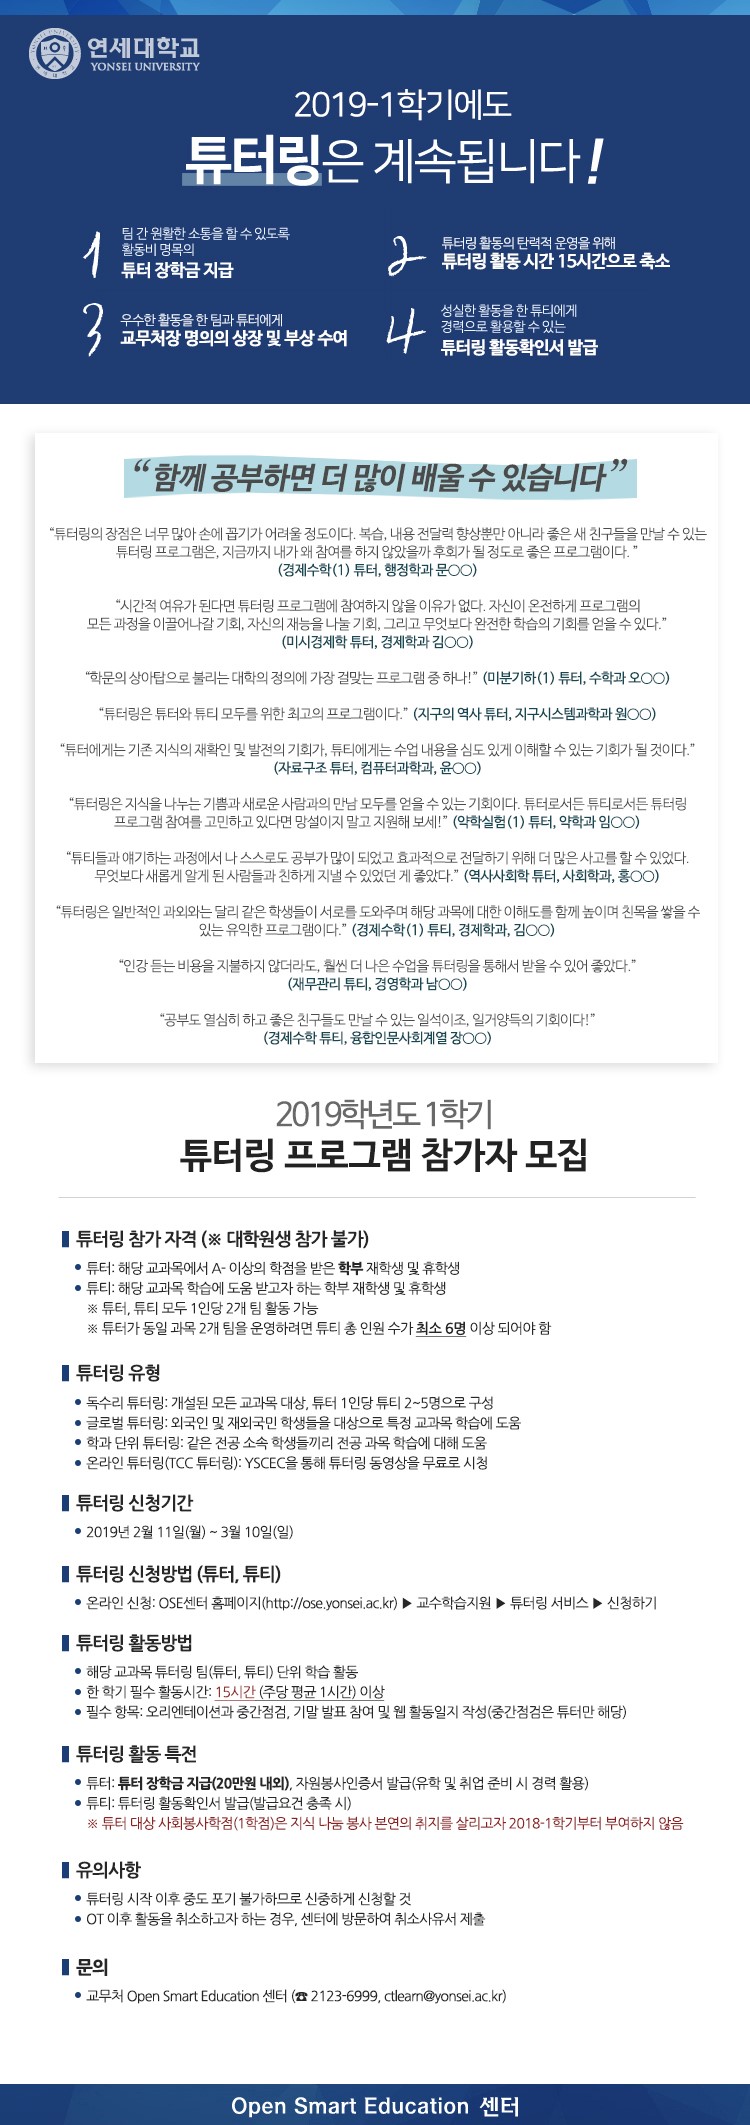 연세대학교
YONSEI UNIVERSITY
2019-1학기에도
튜터링은 계속됩니다!
1 팀 간 원활한 소통을 할 수 있도록
활동비 명목의
튜터 장학금 지급
2 튜터링 활동의 탄력적 운영을 위해
튜터링 활동 시간 15시간으로 축소
3 우수한 활동을 한 팀과 튜터에게
교무처장 명의의 상장 및 부상 수여
4 성실한 활동을 한 튜티에게
경력으로 활용할 수 있는
튜터링 활동확인서 발급
“함께 공부하면 더 많이 배울 수 있습니다”
“튜터링의 장점은 너무 많아 손에 꼽기가 어려울 정도이다. 복습, 내용 전달력 향상뿐만 아니라 좋은 새 친구들을 만날 수 있는
튜터링 프로그램은, 지금까지 내가 왜 참여를 하지 않았을까 후회가 될 정도로 좋은 프로그램이다. ”
(경제수학(1) 튜터, 행정학과 문○○)
“시간적 여유가 된다면 튜터링 프로그램에 참여하지 않을 이유가 없다. 자신이 온전하게 프로그램의
모든 과정을 이끌어나갈 기회, 자신의 재능을 나눌 기회, 그리고 무엇보다 완전한 학습의 기회를 얻을 수 있다.”
(미시경제학 튜터, 경제학과 김○○)
“학문의 상아탑으로 불리는 대학의 정의에 가장 걸맞는 프로그램 중 하나!” (미분기하(1) 튜터, 수학과 오○○)
“튜터링은 튜터와 튜티 모두를 위한 최고의 프로그램이다.” (지구의 역사 튜터, 지구시스템과학과 원○○)
“튜터에게는 기존 지식의 재확인 및 발전의 기회가, 튜티에게는 수업 내용을 심도 있게 이해할 수 있는 기회가 될 것이다.”
(자료구조 튜터, 컴퓨터과학과, 윤○○)
“튜터링은 지식을 나누는 기쁨과 새로운 사람과의 만남 모두를 얻을 수 있는 기회이다. 튜터로서든 튜티로서든 튜터링
프로그램 참여를 고민하고 있다면 망설이지 말고 지원해 보세!” (약학실험(1) 튜터, 약학과 임○○)
“튜티들과 얘기하는 과정에서 나 스스로도 공부가 많이 되었고 효과적으로 전달하기 위해 더 많은 사고를 할 수 있었다.
무엇보다 새롭게 알게 된 사람들과 친하게 지낼 수 있었던 게 좋았다.” (역사사회학 튜터, 사회학과, 홍○○)
“튜터링은 일반적인 과외와는 달리 같은 학생들이 서로를 도와주며 해당 과목에 대한 이해도를 함께 높이며 친목을 쌓을 수
있는 유익한 프로그램이다.” (경제수학(1) 튜티, 경제학과, 김○○)
“인강 듣는 비용을 지불하지 않더라도, 훨씬 더 나은 수업을 튜터링을 통해서 받을 수 있어 좋았다.”
(재무관리 튜티, 경영학과 남○○)
“공부도 열심히 하고 좋은 친구들도 만날 수 있는 일석이조, 일거양득의 기회이다!”
(경제수학 튜티, 융합인문사회계열 장○○)
2019학년도 1학기
튜터링 프로그램 참가자 모집
튜터링 참가 자격 (※ 대학원생 참가 불가)
● 튜터: 해당 교과목에서 A- 이상의 학점을 받은 학부 재학생 및 휴학생
● 튜티: 해당 교과목 학습에 도움 받고자 하는 학부 재학생 및 휴학생
※ 튜터, 튜티 모두 1인당 2개 팀 활동 가능
※ 튜터가 동일 과목 2개 팀을 운영하려면 튜티 총 인원 수가 최소 6명 이상 되어야 함
튜터링 유형
● 독수리 튜터링: 개설된 모든 교과목 대상, 튜터 1인당 튜티 2~5명으로 구성
● 글로벌 튜터링: 외국인 및 재외국민 학생들을 대상으로 특정 교과목 학습에 도움
● 학과 단위 튜터링: 같은 전공 소속 학생들끼리 전공 과목 학습에 대해 도움
● 온라인 튜터링(TCC 튜터링): YSCEC을 통해 튜터링 동영상을 무료로 시청
튜터링 신청기간
● 2019년 2월 11일(월) ~ 3월 10일(일)
튜터링 신청방법 (튜터, 튜티)
● 온라인 신청: OSE센터 홈페이지(http://ose.yonsei.ac.kr) ▶ 교수학습지원 ▶ 튜터링 서비스 ▶ 신청하기
튜터링 활동방법
● 해당 교과목 튜터링 팀(튜터, 튜티) 단위 학습 활동
● 한 학기 필수 활동시간: 15시간 (주당 평균 1시간) 이상
● 필수 항목: 오리엔테이션과 중간점검, 기말 발표 참여 및 웹 활동일지 작성(중간점검은 튜터만 해당)
튜터링 활동 특전
● 튜터: 튜터 장학금 지급(20만원 내외), 자원봉사인증서 발급(유학 및 취업 준비 시 경력 활용)
● 튜티: 튜터링 활동확인서 발급(발급요건 충족 시)
※ 튜터 대상 사회봉사학점(1학점)은 지식 나눔 봉사 본연의 취지를 살리고자 2018-1학기부터 부여하지 않음
유의사항
● 튜터링 시작 이후 중도 포기 불가하므로 신중하게 신청할 것
● OT 이후 활동을 취소하고자 하는 경우, 센터에 방문하여 취소사유서 제출
문의
● 교무처 Open Smart Education 센터 (☎ 2123-6999, ctlearn@yonsei.ac.kr)
Open Smart Education 센터